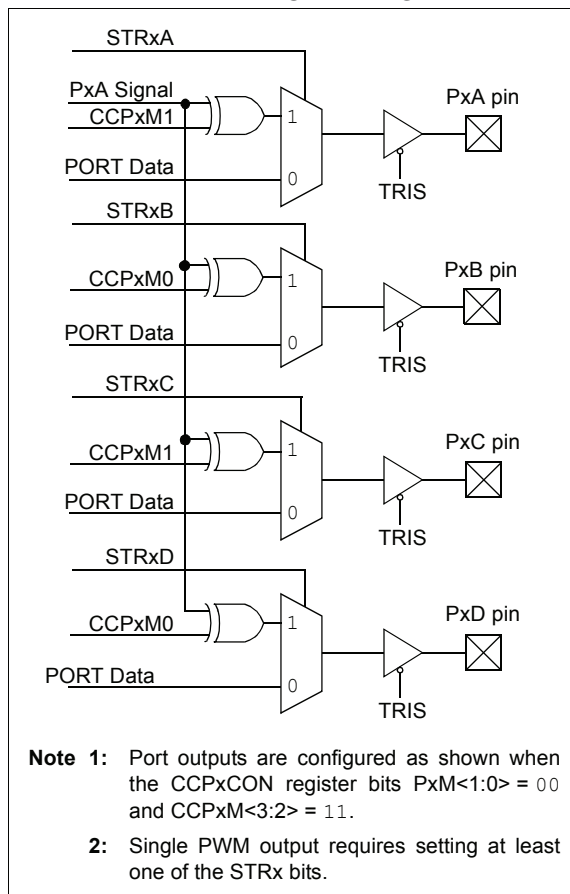 STRxA
PxA Signal
CCPxM1
1
PxA pin
PORT Data
0
TRIS
STRxB
CCPxM0
1
PxB pin
PORT Data
0
TRIS
STRxC
CCPxM1
1
PxC pin
PORT Data
0
TRIS
STRxD
CCPxM0
1
PxD pin
PORT Data
0
TRIS
Note 1: Port outputs are configured as shown when
the CCPxCON register bits PxM<1:0> = 00
and CCPxM<3:2> = 11.
2: Single PWM output requires setting at least
one of the STRx bits.